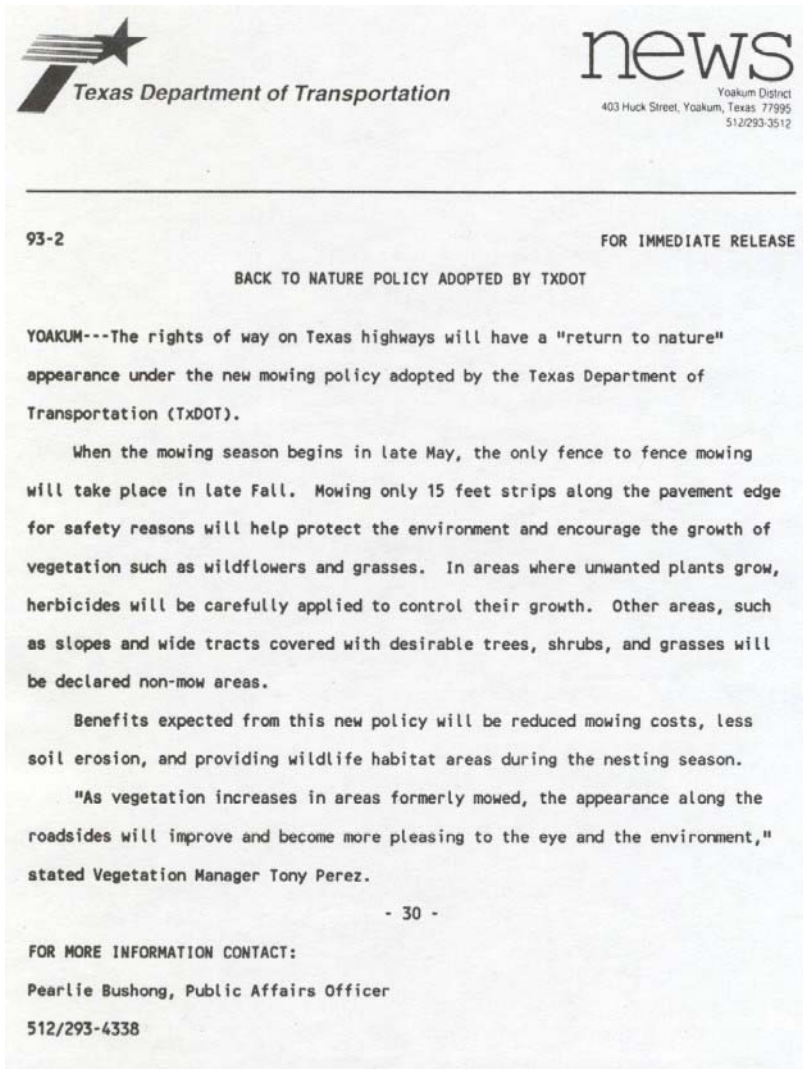 Texas Department of Transportation
news
Yoakum District
403 Huck Street, Yoakum, Texas 77995
512/293-3512
93-2
FOR IMMEDIATE RELEASE
BACK TO NATURE POLICY ADOPTED BY TXDOT
YOAKUM---The rights of way on Texas highways will have a "return to nature"
appearance under the new mowing policy adopted by the Texas Department of
Transportation (TxDOT).
When the mowing season begins in late May, the only fence to fence mowing
will take place in late Fall. Mowing only 15 feet strips along the pavement edge
for safety reasons will help protect the environment and encourage the growth of
vegetation such as wildflowers and grasses. In areas where unwanted plants grow,
herbicides will be carefully applied to control their growth. Other areas, such
as slopes and wide tracts covered with desirable trees, shrubs, and grasses will
be declared non-mow areas.
Benefits expected from this new policy will be reduced mowing costs, less
soil erosion, and providing wildlife habitat areas during the nesting season.
"As vegetation increases in areas formerly mowed, the appearance along the
roadsides will improve and become more pleasing to the eye and the environment,"
stated Vegetation Manager Tony Perez.
- 30 -
FOR MORE INFORMATION CONTACT:
Pearlie Bushong, Public Affairs Officer
512/293-4338